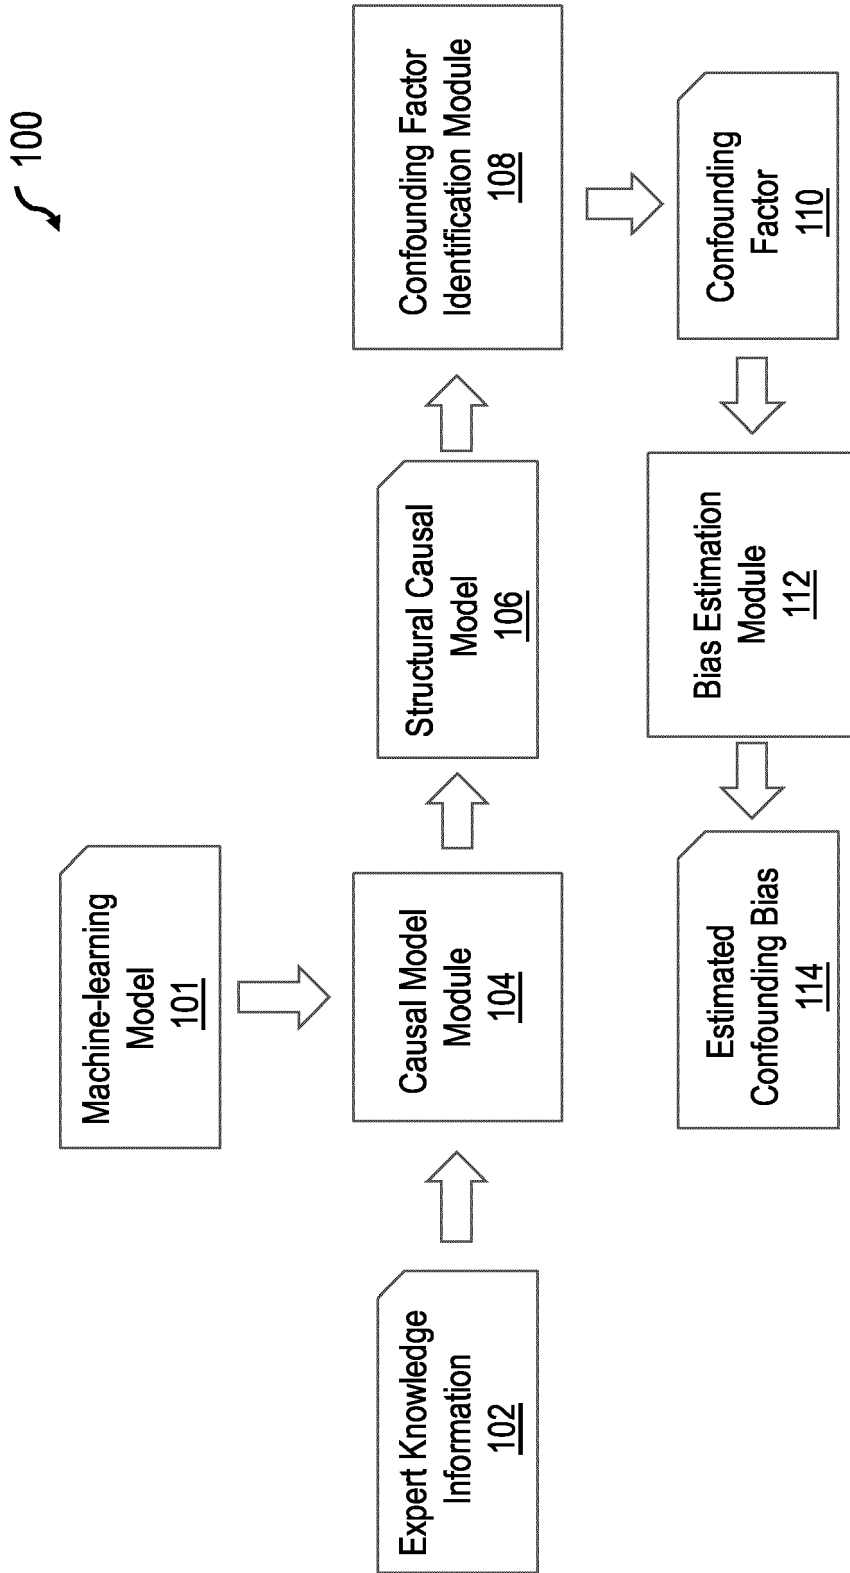 100
Machine-learning
Model
101
Expert Knowledge
Information
102
Causal Model
Module
104
Structural Causal
Model
106
Confounding Factor
Identification Module
108
Confounding
Factor
110
Bias Estimation
Module
112
Estimated
Confounding Bias
114